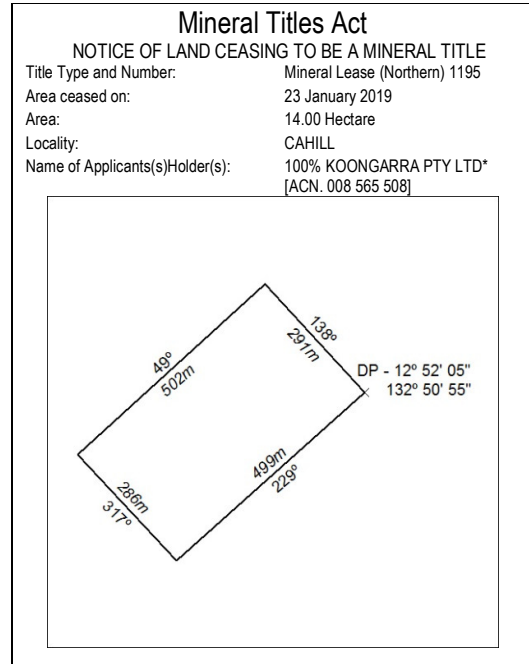 Mineral Titles Act
NOTICE OF LAND CEASING TO BE A MINERAL TITLE
Title Type and Number: Mineral Lease (Northern) 1195
Area ceased on: 23 January 2019
Area: 14.00 Hectare
Locality: CAHILL
Name of Applicants(s)Holder(s): 100% KOONGARRA PTY LTD*
[ACN. 008 565 508]
49º
502m
138º
291m
DP - 12º 52' 05"
132º 50' 55"
499m
229º
286m
317º